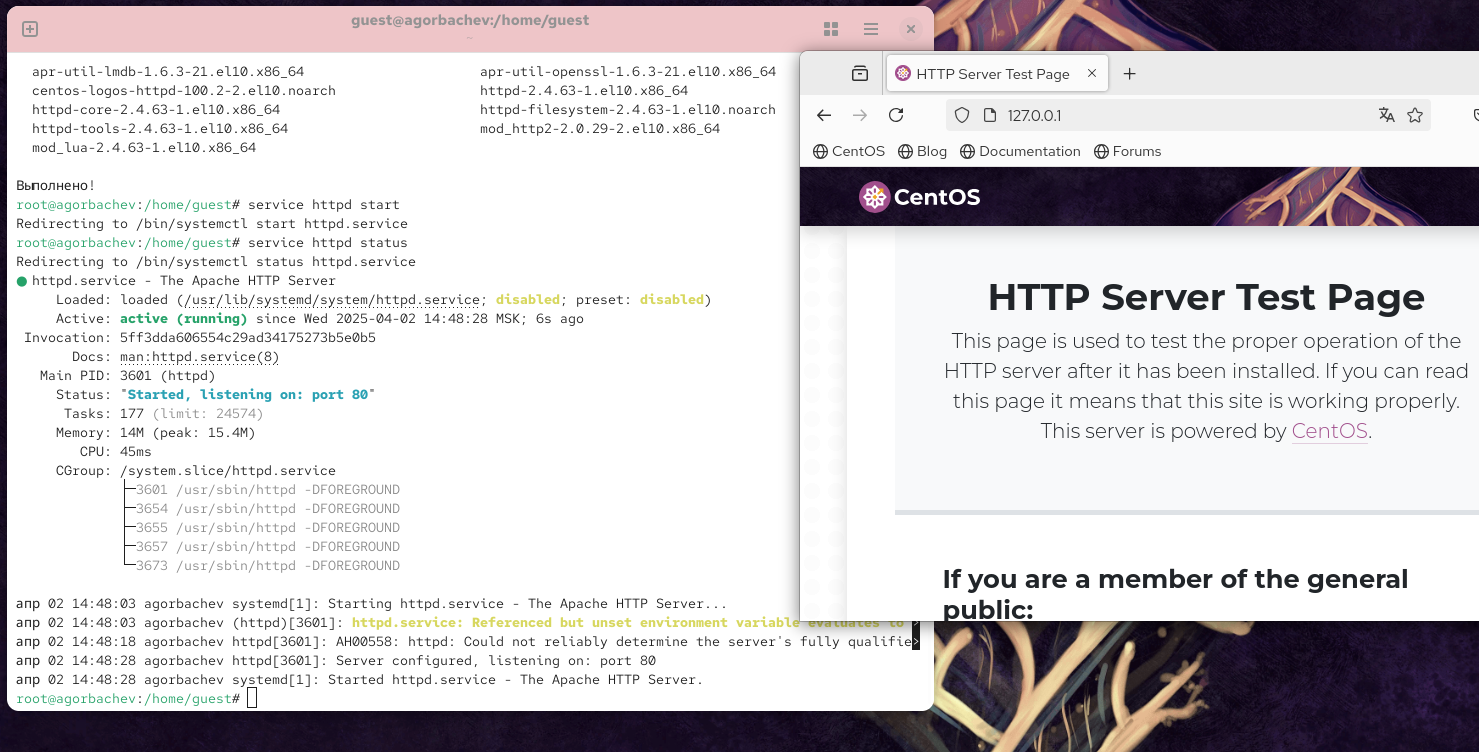 guest@agorbachev:/home/guest
~
apr-util-lmdb-1.6.3-21.el10.x86_64 apr-util-openssl-1.6.3-21.el10.x86_64
centos-logos-httpd-100.2-2.el10.noarch httpd-2.4.63-1.el10.x86_64
httpd-core-2.4.63-1.el10.x86_64 httpd-filesystem-2.4.63-1.el10.noarch
httpd-tools-2.4.63-1.el10.x86_64 mod_http2-2.0.29-2.el10.x86_64
mod_lua-2.4.63-1.el10.x86_64
Выполнено!
root@agorbachev:/home/guest# service httpd start
Redirecting to /bin/systemctl start httpd.service
root@agorbachev:/home/guest# service httpd status
Redirecting to /bin/systemctl status httpd.service
● httpd.service - The Apache HTTP Server
Loaded: loaded (/usr/lib/systemd/system/httpd.service; disabled; preset: disabled)
Active: active (running) since Wed 2025-04-02 14:48:28 MSK; 6s ago
Invocation: 5ff3dda606554c29ad34175273b5e0b5
Docs: man:httpd.service(8)
Main PID: 3601 (httpd)
Status: "Started, listening on: port 80"
Tasks: 177 (limit: 24574)
Memory: 14M (peak: 15.4M)
CPU: 45ms
CGroup: /system.slice/httpd.service
├─3601 /usr/sbin/httpd -DFOREGROUND
├─3654 /usr/sbin/httpd -DFOREGROUND
├─3655 /usr/sbin/httpd -DFOREGROUND
├─3657 /usr/sbin/httpd -DFOREGROUND
└─3673 /usr/sbin/httpd -DFOREGROUND
апр 02 14:48:03 agorbachev systemd[1]: Starting httpd.service - The Apache HTTP Server...
апр 02 14:48:03 agorbachev (httpd)[3601]: httpd.service: Referenced but unset environment variable evaluates to >
апр 02 14:48:18 agorbachev httpd[3601]: AH00558: httpd: Could not reliably determine the server's fully qualifie>
апр 02 14:48:28 agorbachev httpd[3601]: Server configured, listening on: port 80
апр 02 14:48:28 agorbachev systemd[1]: Started httpd.service - The Apache HTTP Server.
root@agorbachev:/home/guest#
HTTP Server Test Page
127.0.0.1
CentOS Blog Documentation Forums
CentOS
HTTP Server Test Page
This page is used to test the proper operation of the
HTTP server after it has been installed. If you can read
this page it means that this site is working properly.
This server is powered by CentOS.
If you are a member of the general
public: